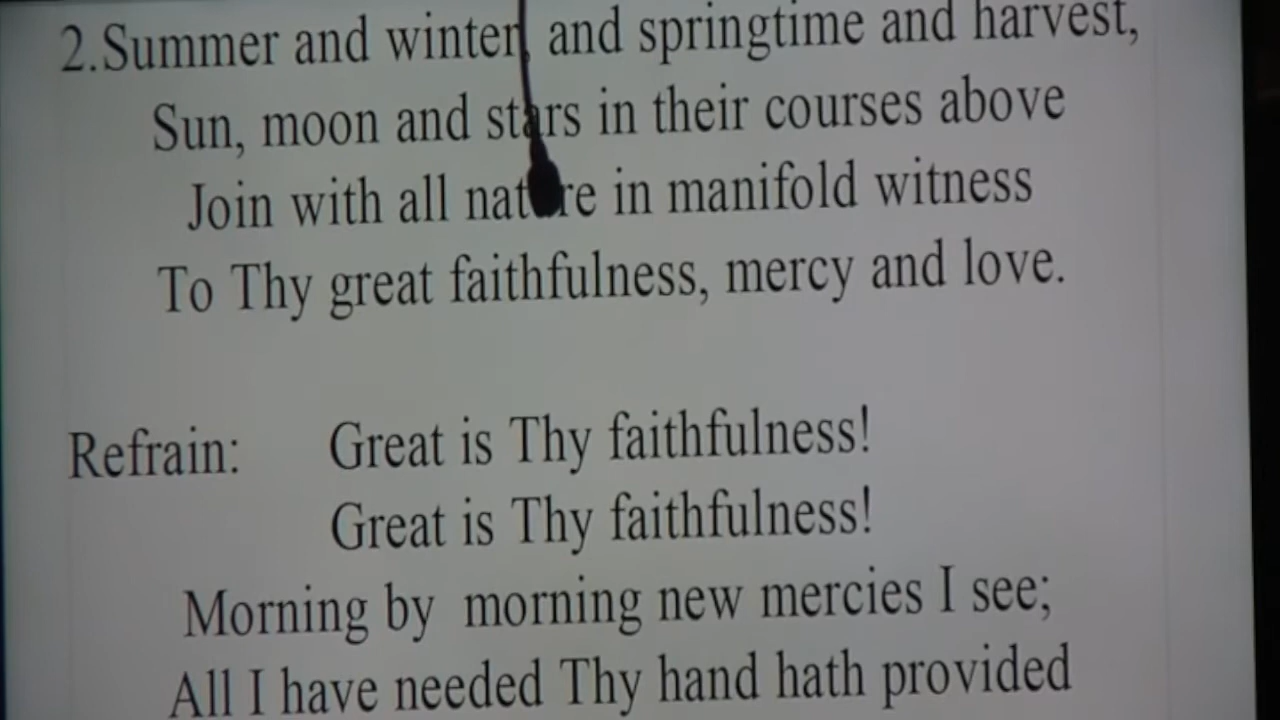 2.Summer and winter, and springtime and harvest,
Sun, moon and stars in their courses above
Join with all nature in manifold witness
To Thy great faithfulness, mercy and love.
Refrain: Great is Thy faithfulness!
Great is Thy faithfulness!
Morning by morning new mercies I see;
All I have needed Thy hand hath provided